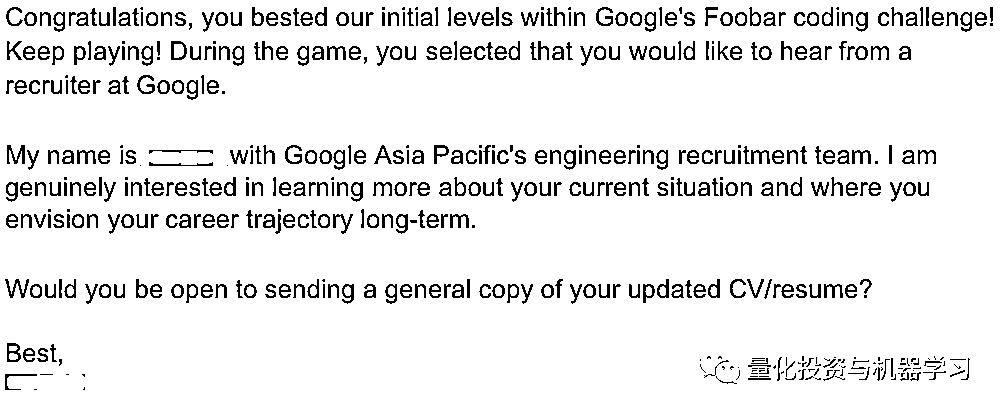 Congratulations, you bested our initial levels within Google's Foobar coding challenge!
Keep playing! During the game, you selected that you would like to hear from a
recruiter at Google.
My name is with Google Asia Pacific's engineering recruitment team. I am
genuinely interested in learning more about your current situation and where you
envision your career trajectory long-term.
Would you be open to sending a general copy of your updated CV/resume?
Best,
量化投资与机器学习